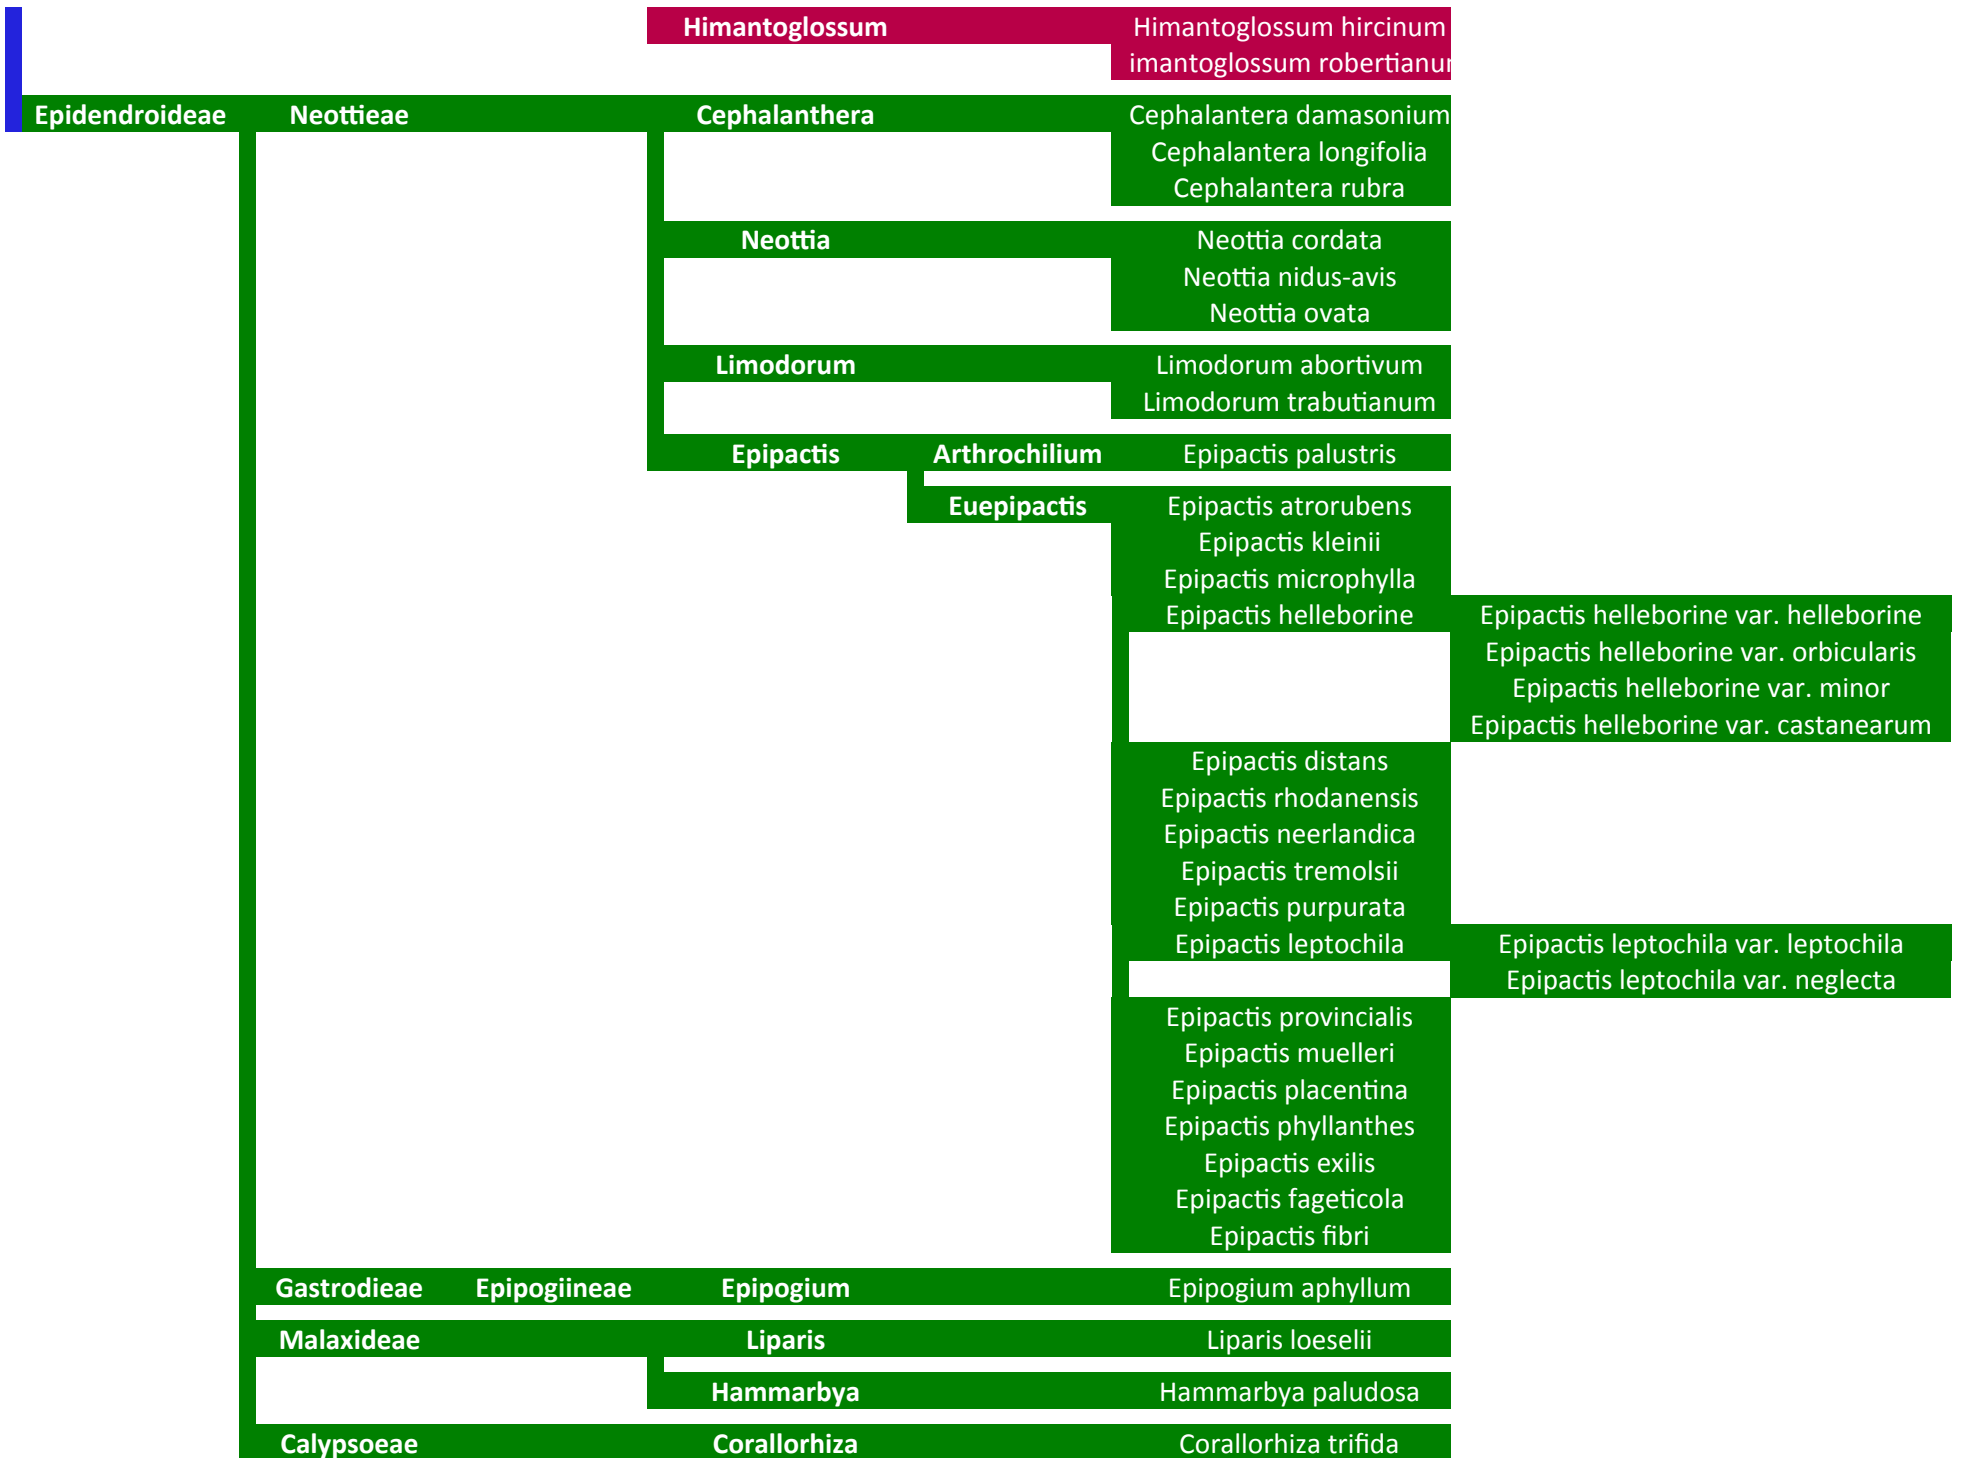 Himantoglossum Himantoglossum hircinum
imantoglossum robertianu
Epidendroideae Neottieae Cephalanthera Cephalantera damasonium
Cephalantera longifolia
Cephalantera rubra
Neottia Neottia cordata
Neottia nidus-avis
Neottia ovata
Limodorum Limodorum abortivum
Limodorum trabutianum
Epipactis Arthrochilium Epipactis palustris
Euepipactis Epipactis atrorubens
Epipactis kleinii
Epipactis microphylla
Epipactis helleborine Epipactis helleborine var. helleborine
Epipactis helleborine var. orbicularis
Epipactis helleborine var. minor
Epipactis helleborine var. castanearum
Epipactis distans
Epipactis rhodanensis
Epipactis neerlandica
Epipactis tremolsii
Epipactis purpurata
Epipactis leptochila Epipactis leptochila var. leptochila
Epipactis leptochila var. neglecta
Epipactis provincialis
Epipactis muelleri
Epipactis placentina
Epipactis phyllanthes
Epipactis exilis
Epipactis fageticola
Epipactis fibri
Gastrodieae Epipogiineae Epipogium Epipogium aphyllum
Malaxideae Liparis Liparis loeselii
Hammarbya Hammarbya paludosa
Calypsoeae Corallorhiza Corallorhiza trifida